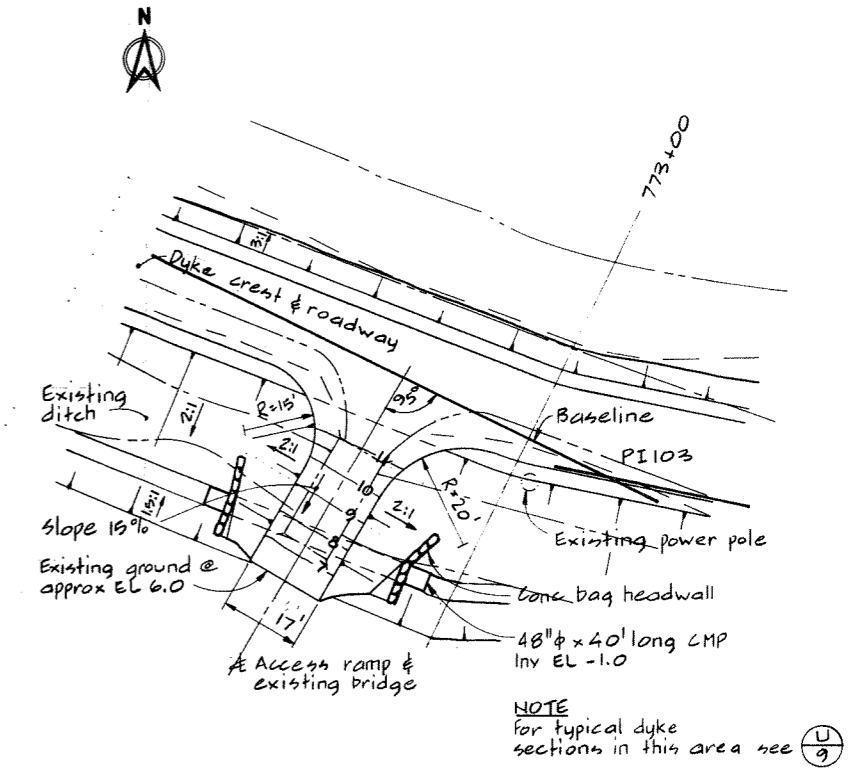 N
773+00
3:1
Dyke crest & roadway
95°
Existing
ditch
2:1
R=15'
2:1
Baseline
PI 103
11
10
9
8
7
R=20'
2:1
1.5:1
Slope 15%
Existing power pole
Existing ground @
approx EL 6.0
Conc bag headwall
17'
48"φ x 40' long CMP
Inv EL -1.0
℄ Access ramp &
existing bridge
NOTE
For typical dyke
sections in this area see
U
9